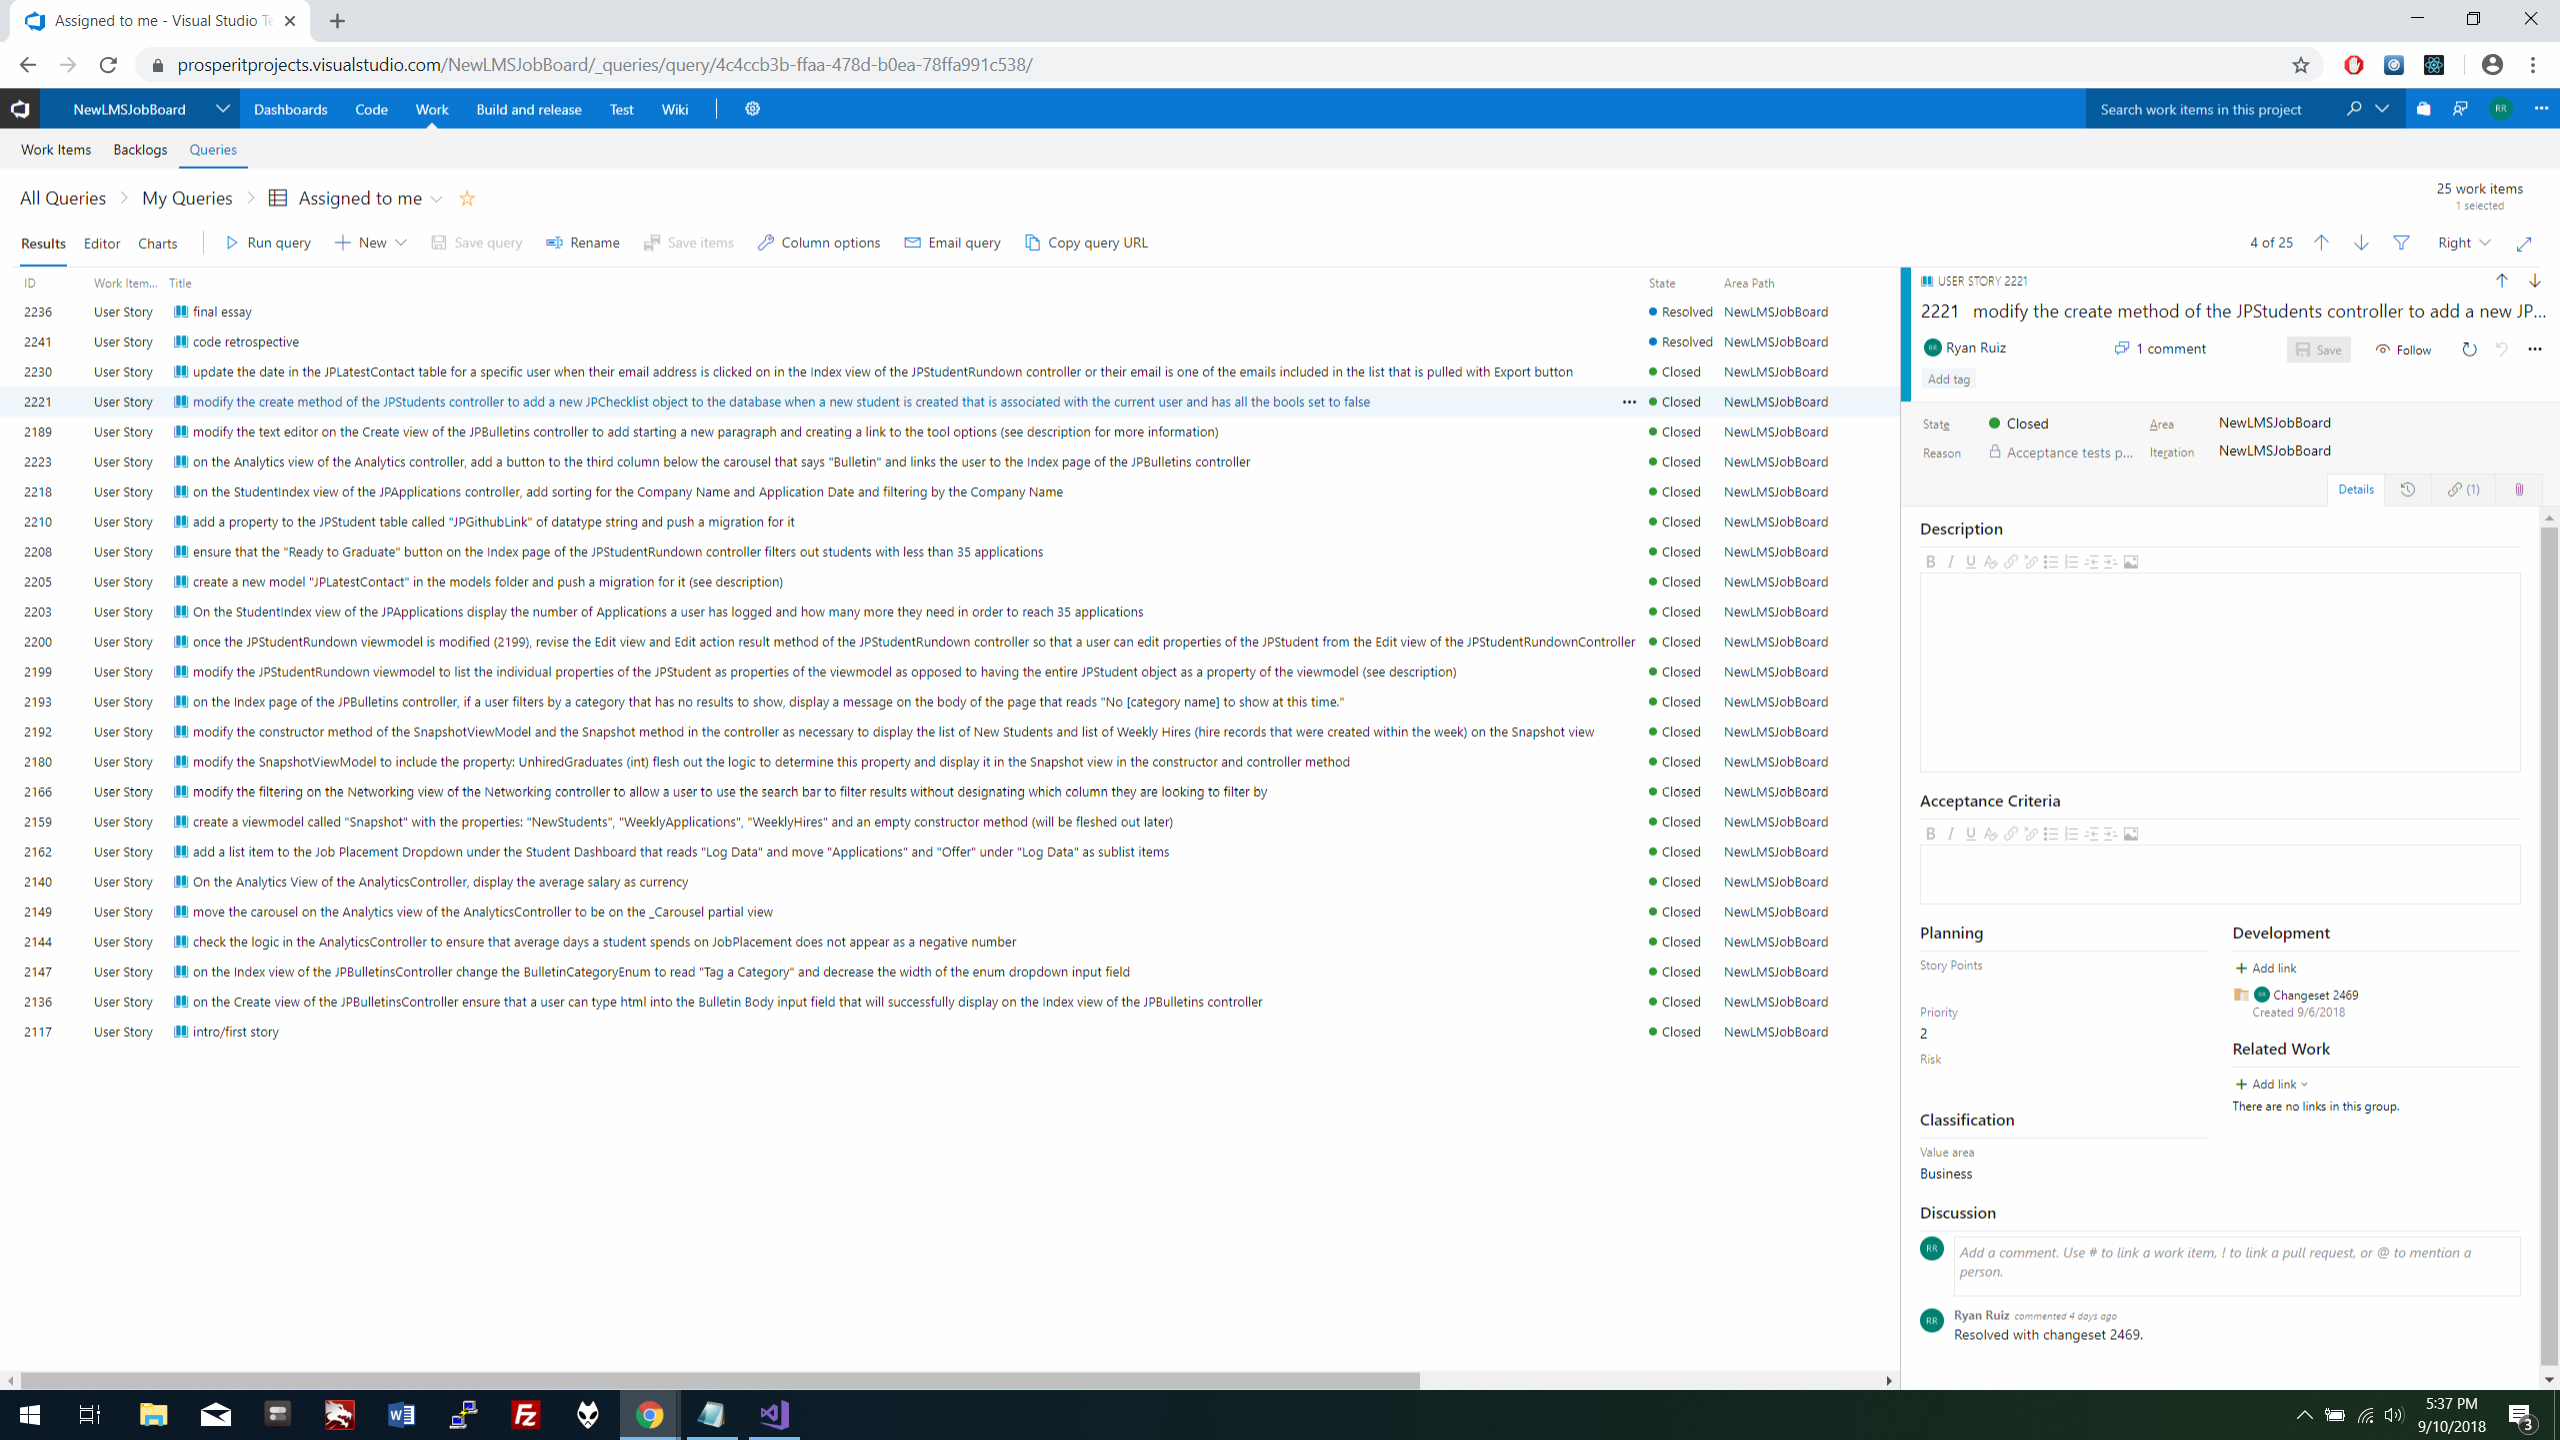 Assigned to me - Visual Studio Te
prosperitprojects.visualstudio.com/NewLMSJobBoard/_queries/query/4c4ccb3b-ffaa-478d-b0ea-78ffa991c538/
NewLMSJobBoard Dashboards Code Work Build and release Test Wiki Search work items in this project RR
Work Items Backlogs Queries
All Queries My Queries Assigned to me
25 work items
1 selected
Results Editor Charts Run query New Save query Rename Save items Column options Email query Copy query URL 4 of 25 Right
ID Work Item... Title State Area Path
2236 User Story final essay Resolved NewLMSJobBoard
2241 User Story code retrospective Resolved NewLMSJobBoard
2230 User Story update the date in the JPLatestContact table for a specific user when their email address is clicked on in the Index view of the JPStudentRundown controller or their email is one of the emails included in the list that is pulled with Export button Closed NewLMSJobBoard
2221 User Story modify the create method of the JPStudents controller to add a new JPChecklist object to the database when a new student is created that is associated with the current user and has all the bools set to false ... Closed NewLMSJobBoard
2189 User Story modify the text editor on the Create view of the JPBulletins controller to add starting a new paragraph and creating a link to the tool options (see description for more information) Closed NewLMSJobBoard
2223 User Story on the Analytics view of the Analytics controller, add a button to the third column below the carousel that says "Bulletin" and links the user to the Index page of the JPBulletins controller Closed NewLMSJobBoard
2218 User Story on the StudentIndex view of the JPApplications controller, add sorting for the Company Name and Application Date and filtering by the Company Name Closed NewLMSJobBoard
2210 User Story add a property to the JPStudent table called "JPGithubLink" of datatype string and push a migration for it Closed NewLMSJobBoard
2208 User Story ensure that the "Ready to Graduate" button on the Index page of the JPStudentRundown controller filters out students with less than 35 applications Closed NewLMSJobBoard
2205 User Story create a new model "JPLatestContact" in the models folder and push a migration for it (see description) Closed NewLMSJobBoard
2203 User Story On the StudentIndex view of the JPApplications display the number of Applications a user has logged and how many more they need in order to reach 35 applications Closed NewLMSJobBoard
2200 User Story once the JPStudentRundown viewmodel is modified (2199), revise the Edit view and Edit action result method of the JPStudentRundown controller so that a user can edit properties of the JPStudent from the Edit view of the JPStudentRundownController Closed NewLMSJobBoard
2199 User Story modify the JPStudentRundown viewmodel to list the individual properties of the JPStudent as properties of the viewmodel as opposed to having the entire JPStudent object as a property of the viewmodel (see description) Closed NewLMSJobBoard
2193 User Story on the Index page of the JPBulletins controller, if a user filters by a category that has no results to show, display a message on the body of the page that reads "No [category name] to show at this time." Closed NewLMSJobBoard
2192 User Story modify the constructor method of the SnapshotViewModel and the Snapshot method in the controller as necessary to display the list of New Students and list of Weekly Hires (hire records that were created within the week) on the Snapshot view Closed NewLMSJobBoard
2180 User Story modify the SnapshotViewModel to include the property: UnhiredGraduates (int) flesh out the logic to determine this property and display it in the Snapshot view in the constructor and controller method Closed NewLMSJobBoard
2166 User Story modify the filtering on the Networking view of the Networking controller to allow a user to use the search bar to filter results without designating which column they are looking to filter by Closed NewLMSJobBoard
2159 User Story create a viewmodel called "Snapshot" with the properties: "NewStudents", "WeeklyApplications", "WeeklyHires" and an empty constructor method (will be fleshed out later) Closed NewLMSJobBoard
2162 User Story add a list item to the Job Placement Dropdown under the Student Dashboard that reads "Log Data" and move "Applications" and "Offer" under "Log Data" as sublist items Closed NewLMSJobBoard
2140 User Story On the Analytics View of the AnalyticsController, display the average salary as currency Closed NewLMSJobBoard
2149 User Story move the carousel on the Analytics view of the AnalyticsController to be on the _Carousel partial view Closed NewLMSJobBoard
2144 User Story check the logic in the AnalyticsController to ensure that average days a student spends on JobPlacement does not appear as a negative number Closed NewLMSJobBoard
2147 User Story on the Index view of the JPBulletinsController change the BulletinCategoryEnum to read "Tag a Category" and decrease the width of the enum dropdown input field Closed NewLMSJobBoard
2136 User Story on the Create view of the JPBulletinsController ensure that a user can type html into the Bulletin Body input field that will successfully display on the Index view of the JPBulletins controller Closed NewLMSJobBoard
2117 User Story intro/first story Closed NewLMSJobBoard
USER STORY 2221
2221 modify the create method of the JPStudents controller to add a new JP...
RR Ryan Ruiz 1 comment Save Follow
Add tag
State Closed Area NewLMSJobBoard
Reason Acceptance tests p... Iteration NewLMSJobBoard
Details (1)
Description
B I U
Acceptance Criteria
B I U
Planning
Story Points
Priority
2
Risk
Classification
Value area
Business
Development
Add link
Changeset 2469
Created 9/6/2018
Related Work
Add link
There are no links in this group.
Discussion
RR Add a comment. Use # to link a work item, ! to link a pull request, or @ to mention a
person.
RR Ryan Ruiz commented 4 days ago
Resolved with changeset 2469.
5:37 PM
9/10/2018
3